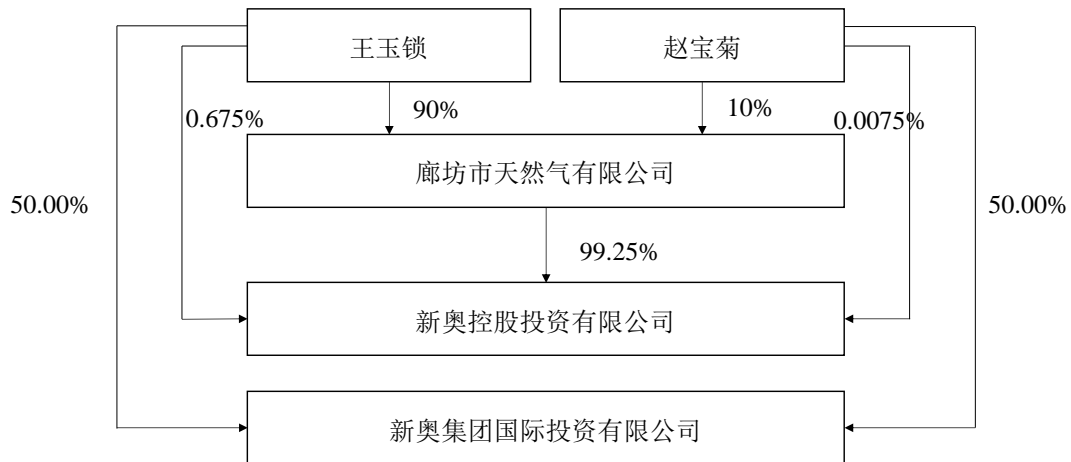 王玉锁
赵宝菊
0.675%
90%
10%
0.0075%
廊坊市天然气有限公司
50.00%
50.00%
99.25%
新奥控股投资有限公司
新奥集团国际投资有限公司